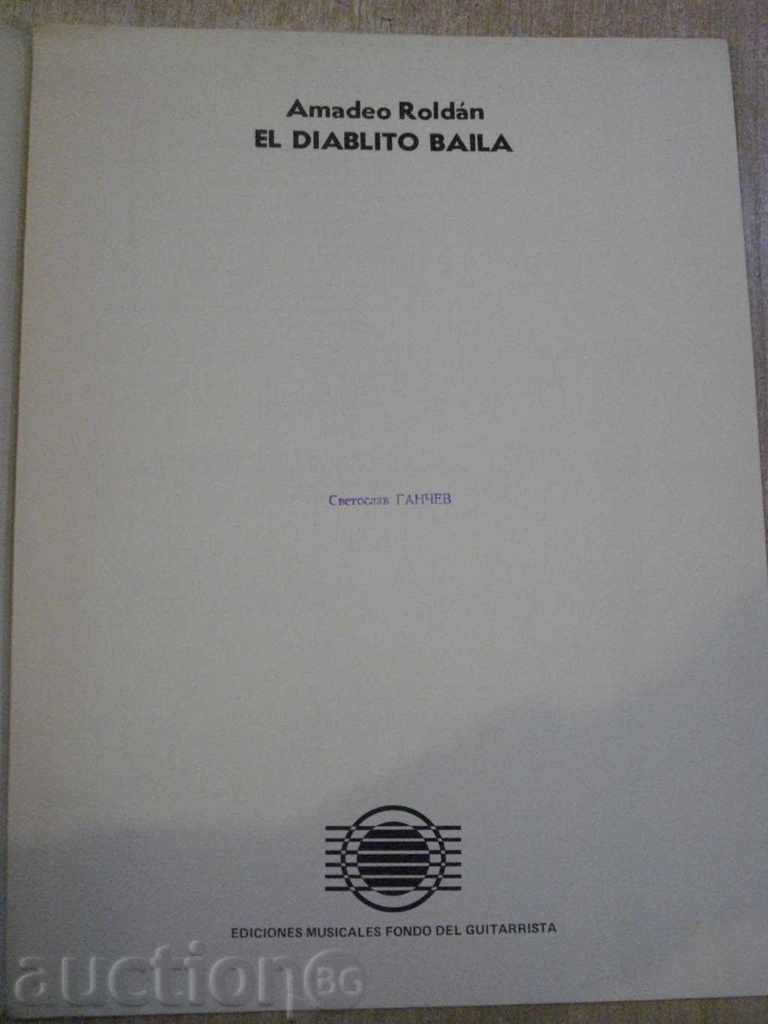 Amadeo Roldán
EL DIABLITO BAILA
Светослав ГАНЧЕВ
EDICIONES MUSICALES FONDO DEL GUITARRISTA
auction BG